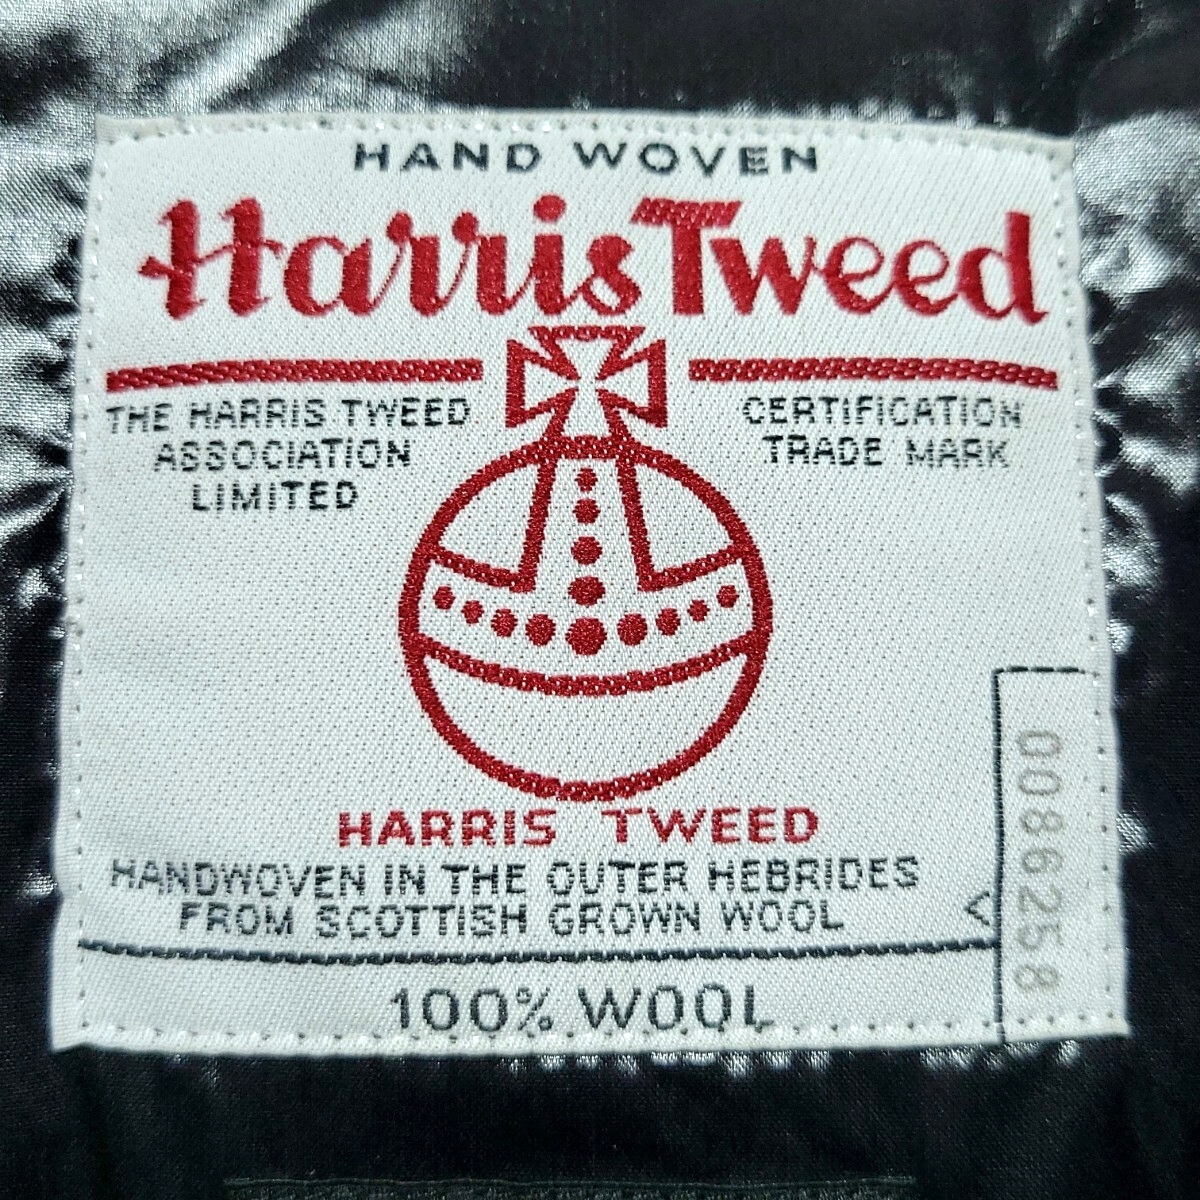 HAND WOVEN
Harris Tweed
THE HARRIS TWEED
ASSOCIATION
LIMITED
CERTIFICATION
TRADE MARK
HARRIS TWEED
HANDWOVEN IN THE OUTER HEBRIDES
FROM SCOTTISH GROWN WOOL
V
0086258
100% WOOL